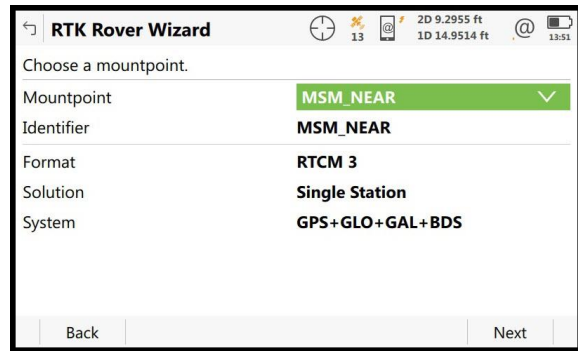 RTK Rover Wizard
13
@
2D 9.2955 ft
1D 14.9514 ft
@
13:51
Choose a mountpoint.
Mountpoint MSM_NEAR
Identifier MSM_NEAR
Format RTCM 3
Solution Single Station
System GPS+GLO+GAL+BDS
Back Next